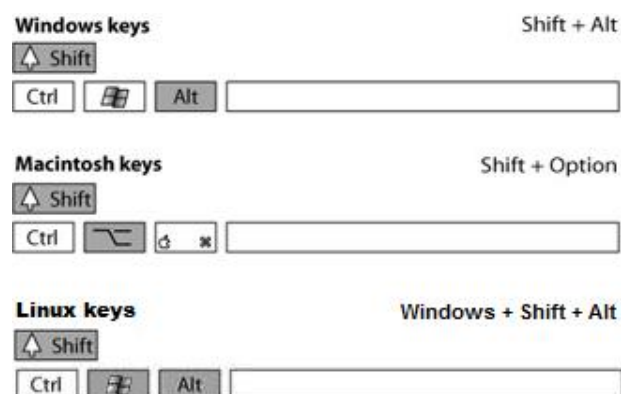 Windows keys Shift + Alt
Shift
Ctrl Alt
Macintosh keys Shift + Option
Shift
Ctrl
Linux keys Windows + Shift + Alt
Shift
Ctrl Alt